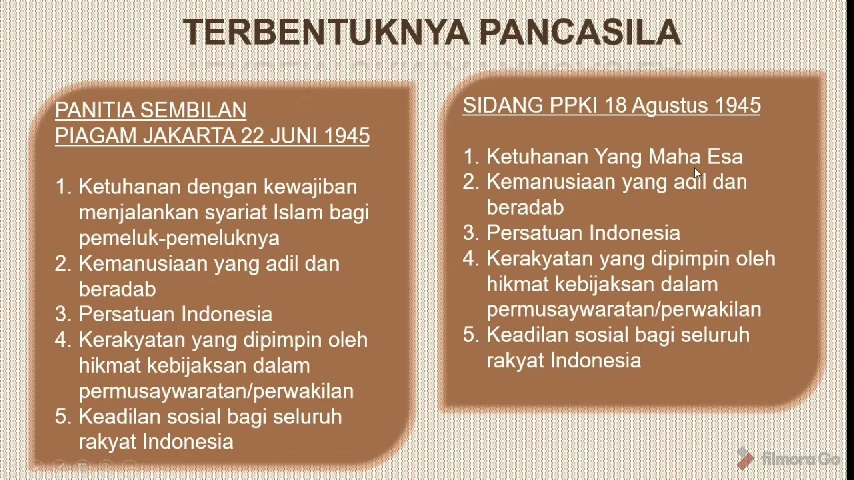 TERBENTUKNYA PANCASILA
PANITIA SEMBILAN
PIAGAM JAKARTA 22 JUNI 1945
1. Ketuhanan dengan kewajiban
menjalankan syariat Islam bagi
pemeluk-pemeluknya
2. Kemanusiaan yang adil dan
beradab
3. Persatuan Indonesia
4. Kerakyatan yang dipimpin oleh
hikmat kebijaksan dalam
permusaywaratan/perwakilan
5. Keadilan sosial bagi seluruh
rakyat Indonesia
SIDANG PPKI 18 Agustus 1945
1. Ketuhanan Yang Maha Esa
2. Kemanusiaan yang adil dan
beradab
3. Persatuan Indonesia
4. Kerakyatan yang dipimpin oleh
hikmat kebijaksan dalam
permusaywaratan/perwakilan
5. Keadilan sosial bagi seluruh
rakyat Indonesia
filmora Go